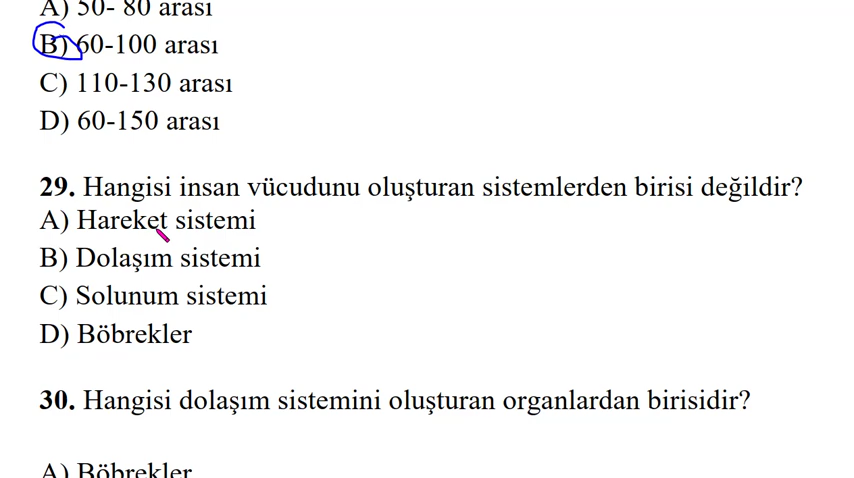 A) 50- 80 arası
B) 60-100 arası
C) 110-130 arası
D) 60-150 arası
29. Hangisi insan vücudunu oluşturan sistemlerden birisi değildir?
A) Hareket sistemi
B) Dolaşım sistemi
C) Solunum sistemi
D) Böbrekler
30. Hangisi dolaşım sistemini oluşturan organlardan birisidir?
A) Böbrekler